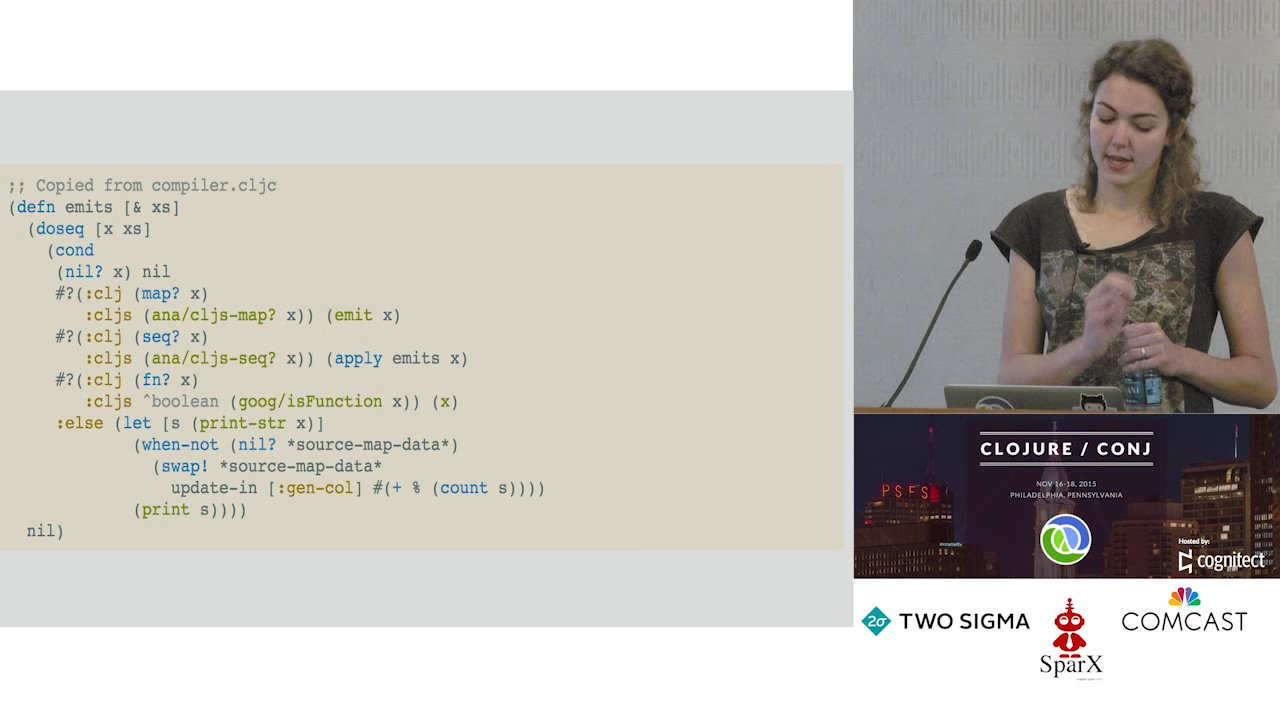 ;; Copied from compiler.cljc
(defn emits [& xs]
  (doseq [x xs]
    (cond
     (nil? x) nil
     #?(:clj (map? x)
        :cljs (ana/cljs-map? x)) (emit x)
     #?(:clj (seq? x)
        :cljs (ana/cljs-seq? x)) (apply emits x)
     #?(:clj (fn? x)
        :cljs ^boolean (goog/isFunction x)) (x)
     :else (let [s (print-str x)]
             (when-not (nil? *source-map-data*)
               (swap! *source-map-data*
                 update-in [:gen-col] #(+ % (count s))))
             (print s))))
  nil)
CLOJURE / CONJ
NOV 16-18, 2015
PHILADELPHIA, PENNSYLVANIA
PSFS
Hosted by:
cognitect
2σ TWO SIGMA
COMCAST
SparX